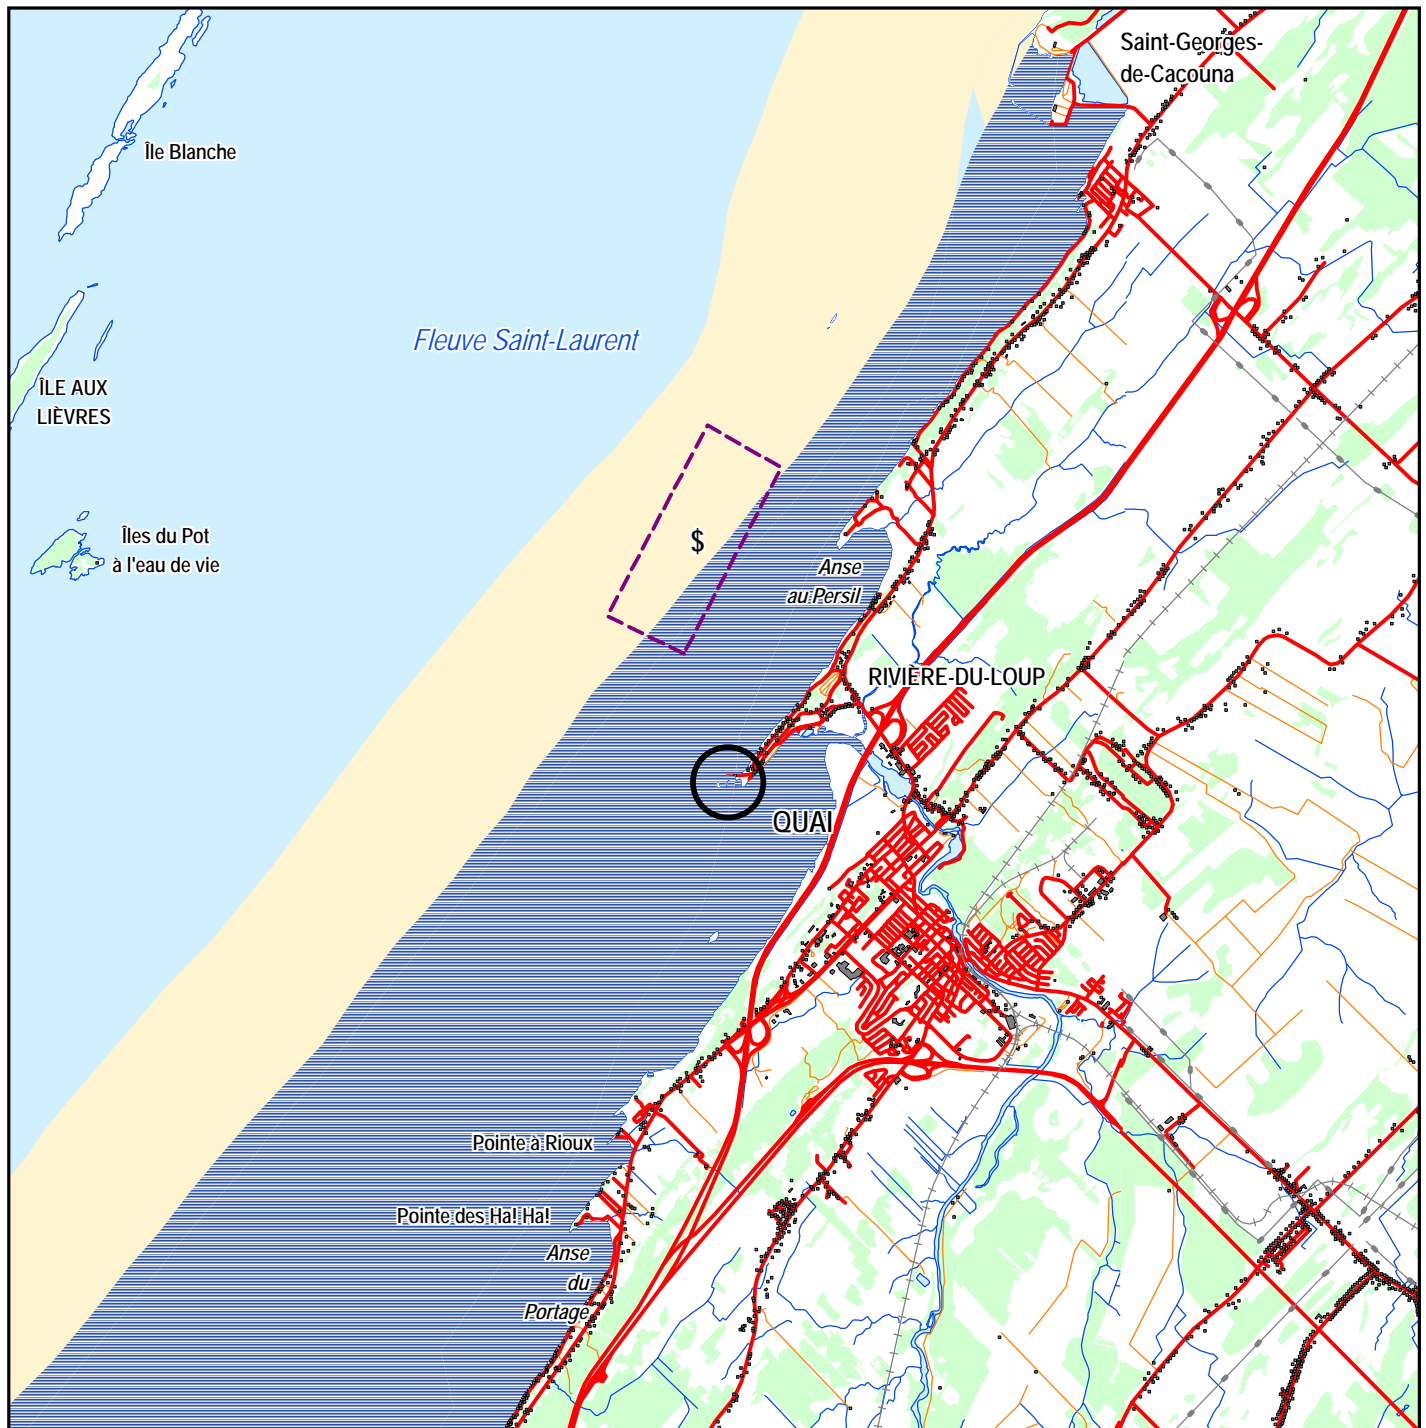 Saint-Georges-
de-Cacouna
Île Blanche
Fleuve Saint-Laurent
ÎLE AUX
LIÈVRES
Îles du Pot
à l'eau de vie
$
Anse
au Persil
RIVIÈRE-DU-LOUP
QUAI
Pointe à Rioux
Pointe des Ha! Ha!
Anse
du
Portage